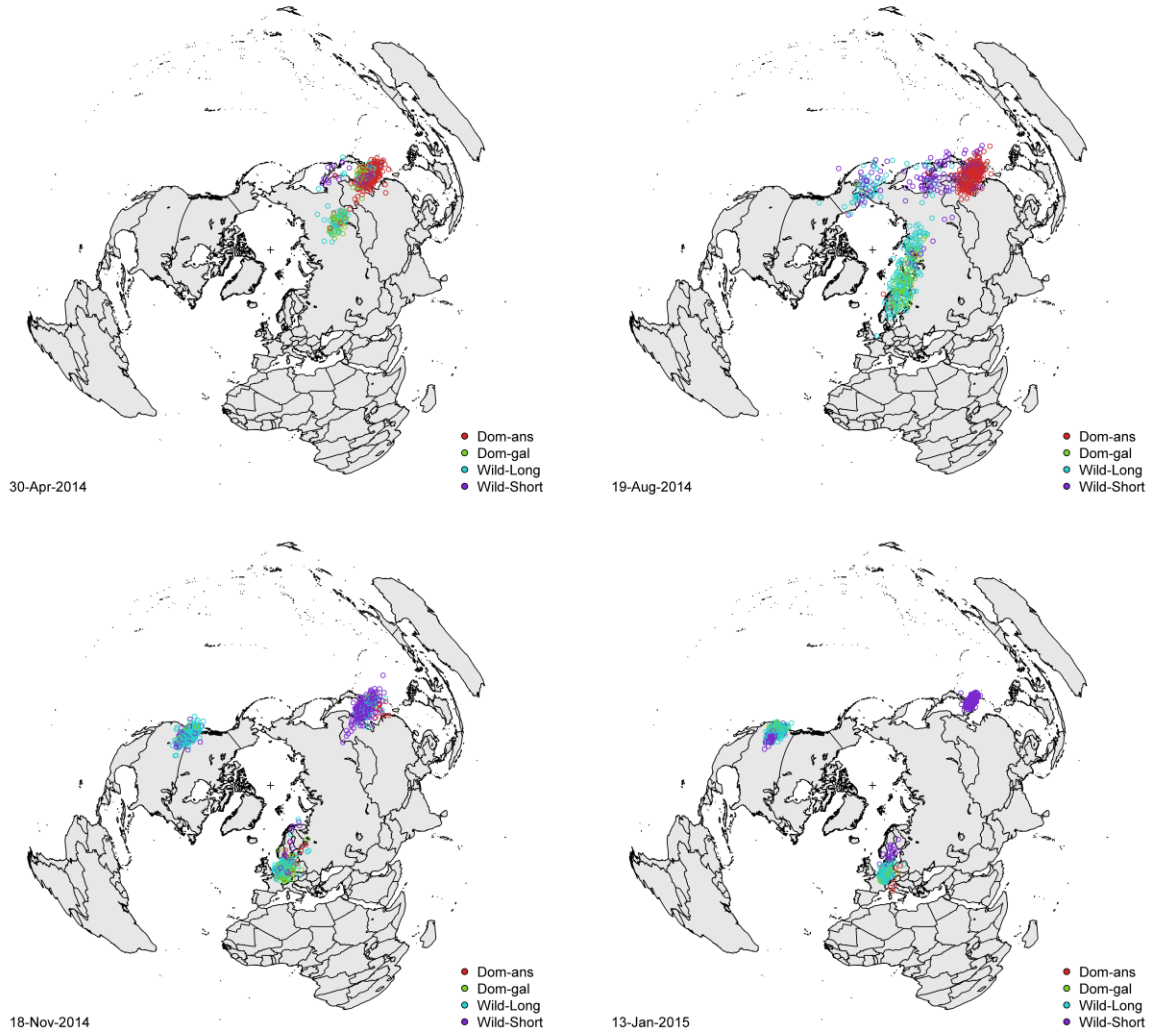 Dom-ans
Dom-gal
Wild-Long
Wild-Short
30-Apr-2014
Dom-ans
Dom-gal
Wild-Long
Wild-Short
19-Aug-2014
Dom-ans
Dom-gal
Wild-Long
Wild-Short
18-Nov-2014
Dom-ans
Dom-gal
Wild-Long
Wild-Short
13-Jan-2015